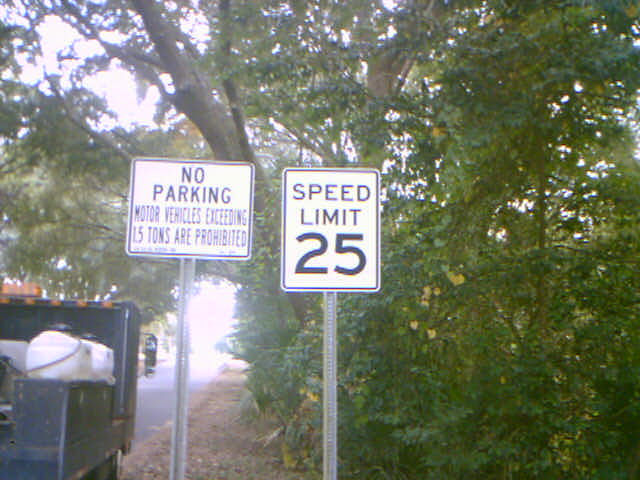 NO
PARKING
MOTOR VEHICLES EXCEEDING
1.5 TONS ARE PROHIBITED
SPEED
LIMIT
25